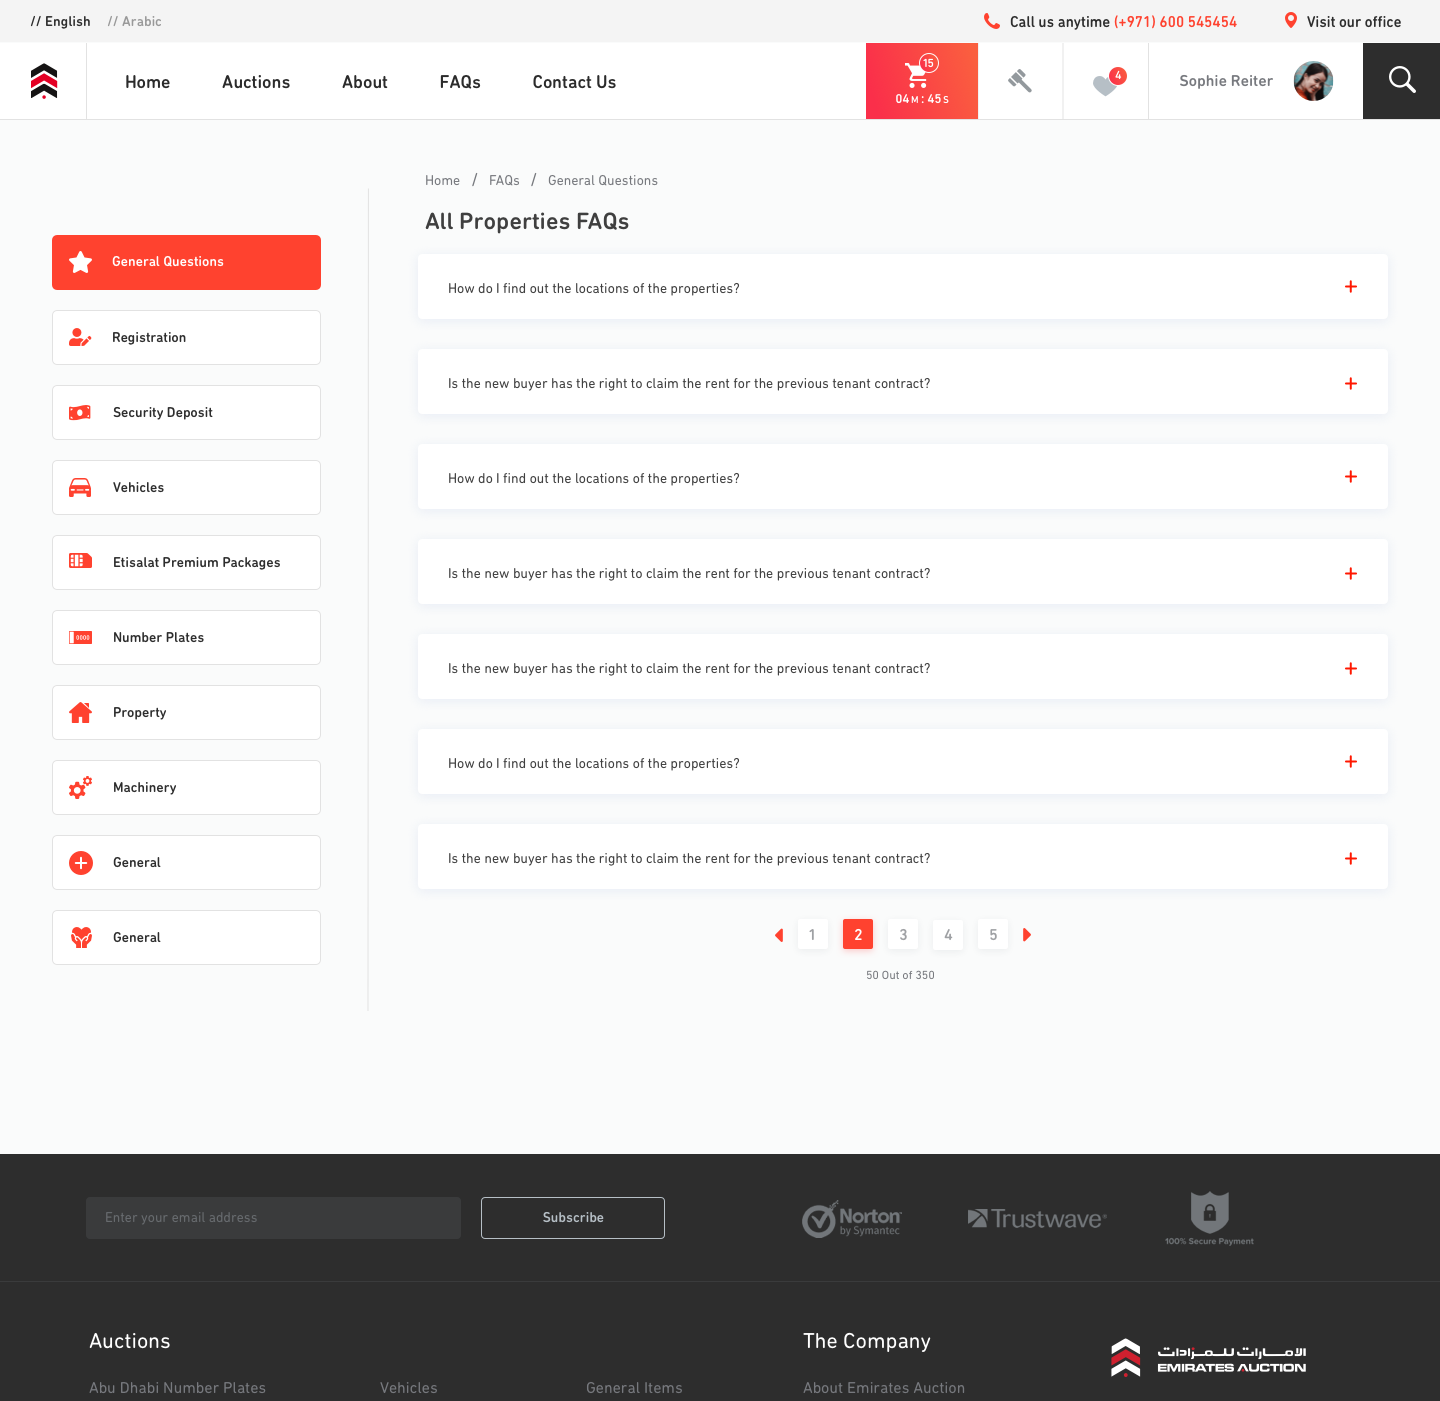 // English // Arabic Call us anytime (+971) 600 545454 Visit our office
Home Auctions About FAQs Contact Us 15 04 M : 45 S 4 Sophie Reiter
Home / FAQs / General Questions
All Properties FAQs
General Questions
Registration
Security Deposit
Vehicles
Etisalat Premium Packages
0000 Number Plates
Property
Machinery
General
General
How do I find out the locations of the properties? +
Is the new buyer has the right to claim the rent for the previous tenant contract? +
How do I find out the locations of the properties? +
Is the new buyer has the right to claim the rent for the previous tenant contract? +
Is the new buyer has the right to claim the rent for the previous tenant contract? +
How do I find out the locations of the properties? +
Is the new buyer has the right to claim the rent for the previous tenant contract? +
1 2 3 4 5
50 Out of 350
Enter your email address Subscribe
Norton
by Symantec
Trustwave®
100% Secure Payment
Auctions The Company
الامارات للمزادات
EMIRATES AUCTION
Abu Dhabi Number Plates Vehicles General Items About Emirates Auction